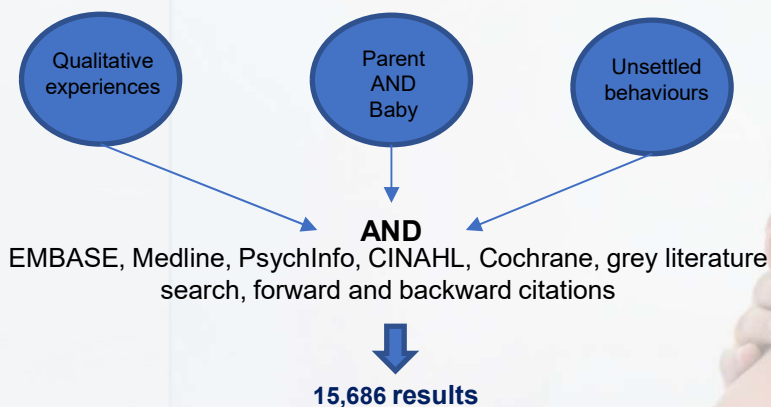 Qualitative
experiences
Parent
AND
Baby
Unsettled
behaviours
AND
EMBASE, Medline, PsychInfo, CINAHL, Cochrane, grey literature
search, forward and backward citations
15,686 results